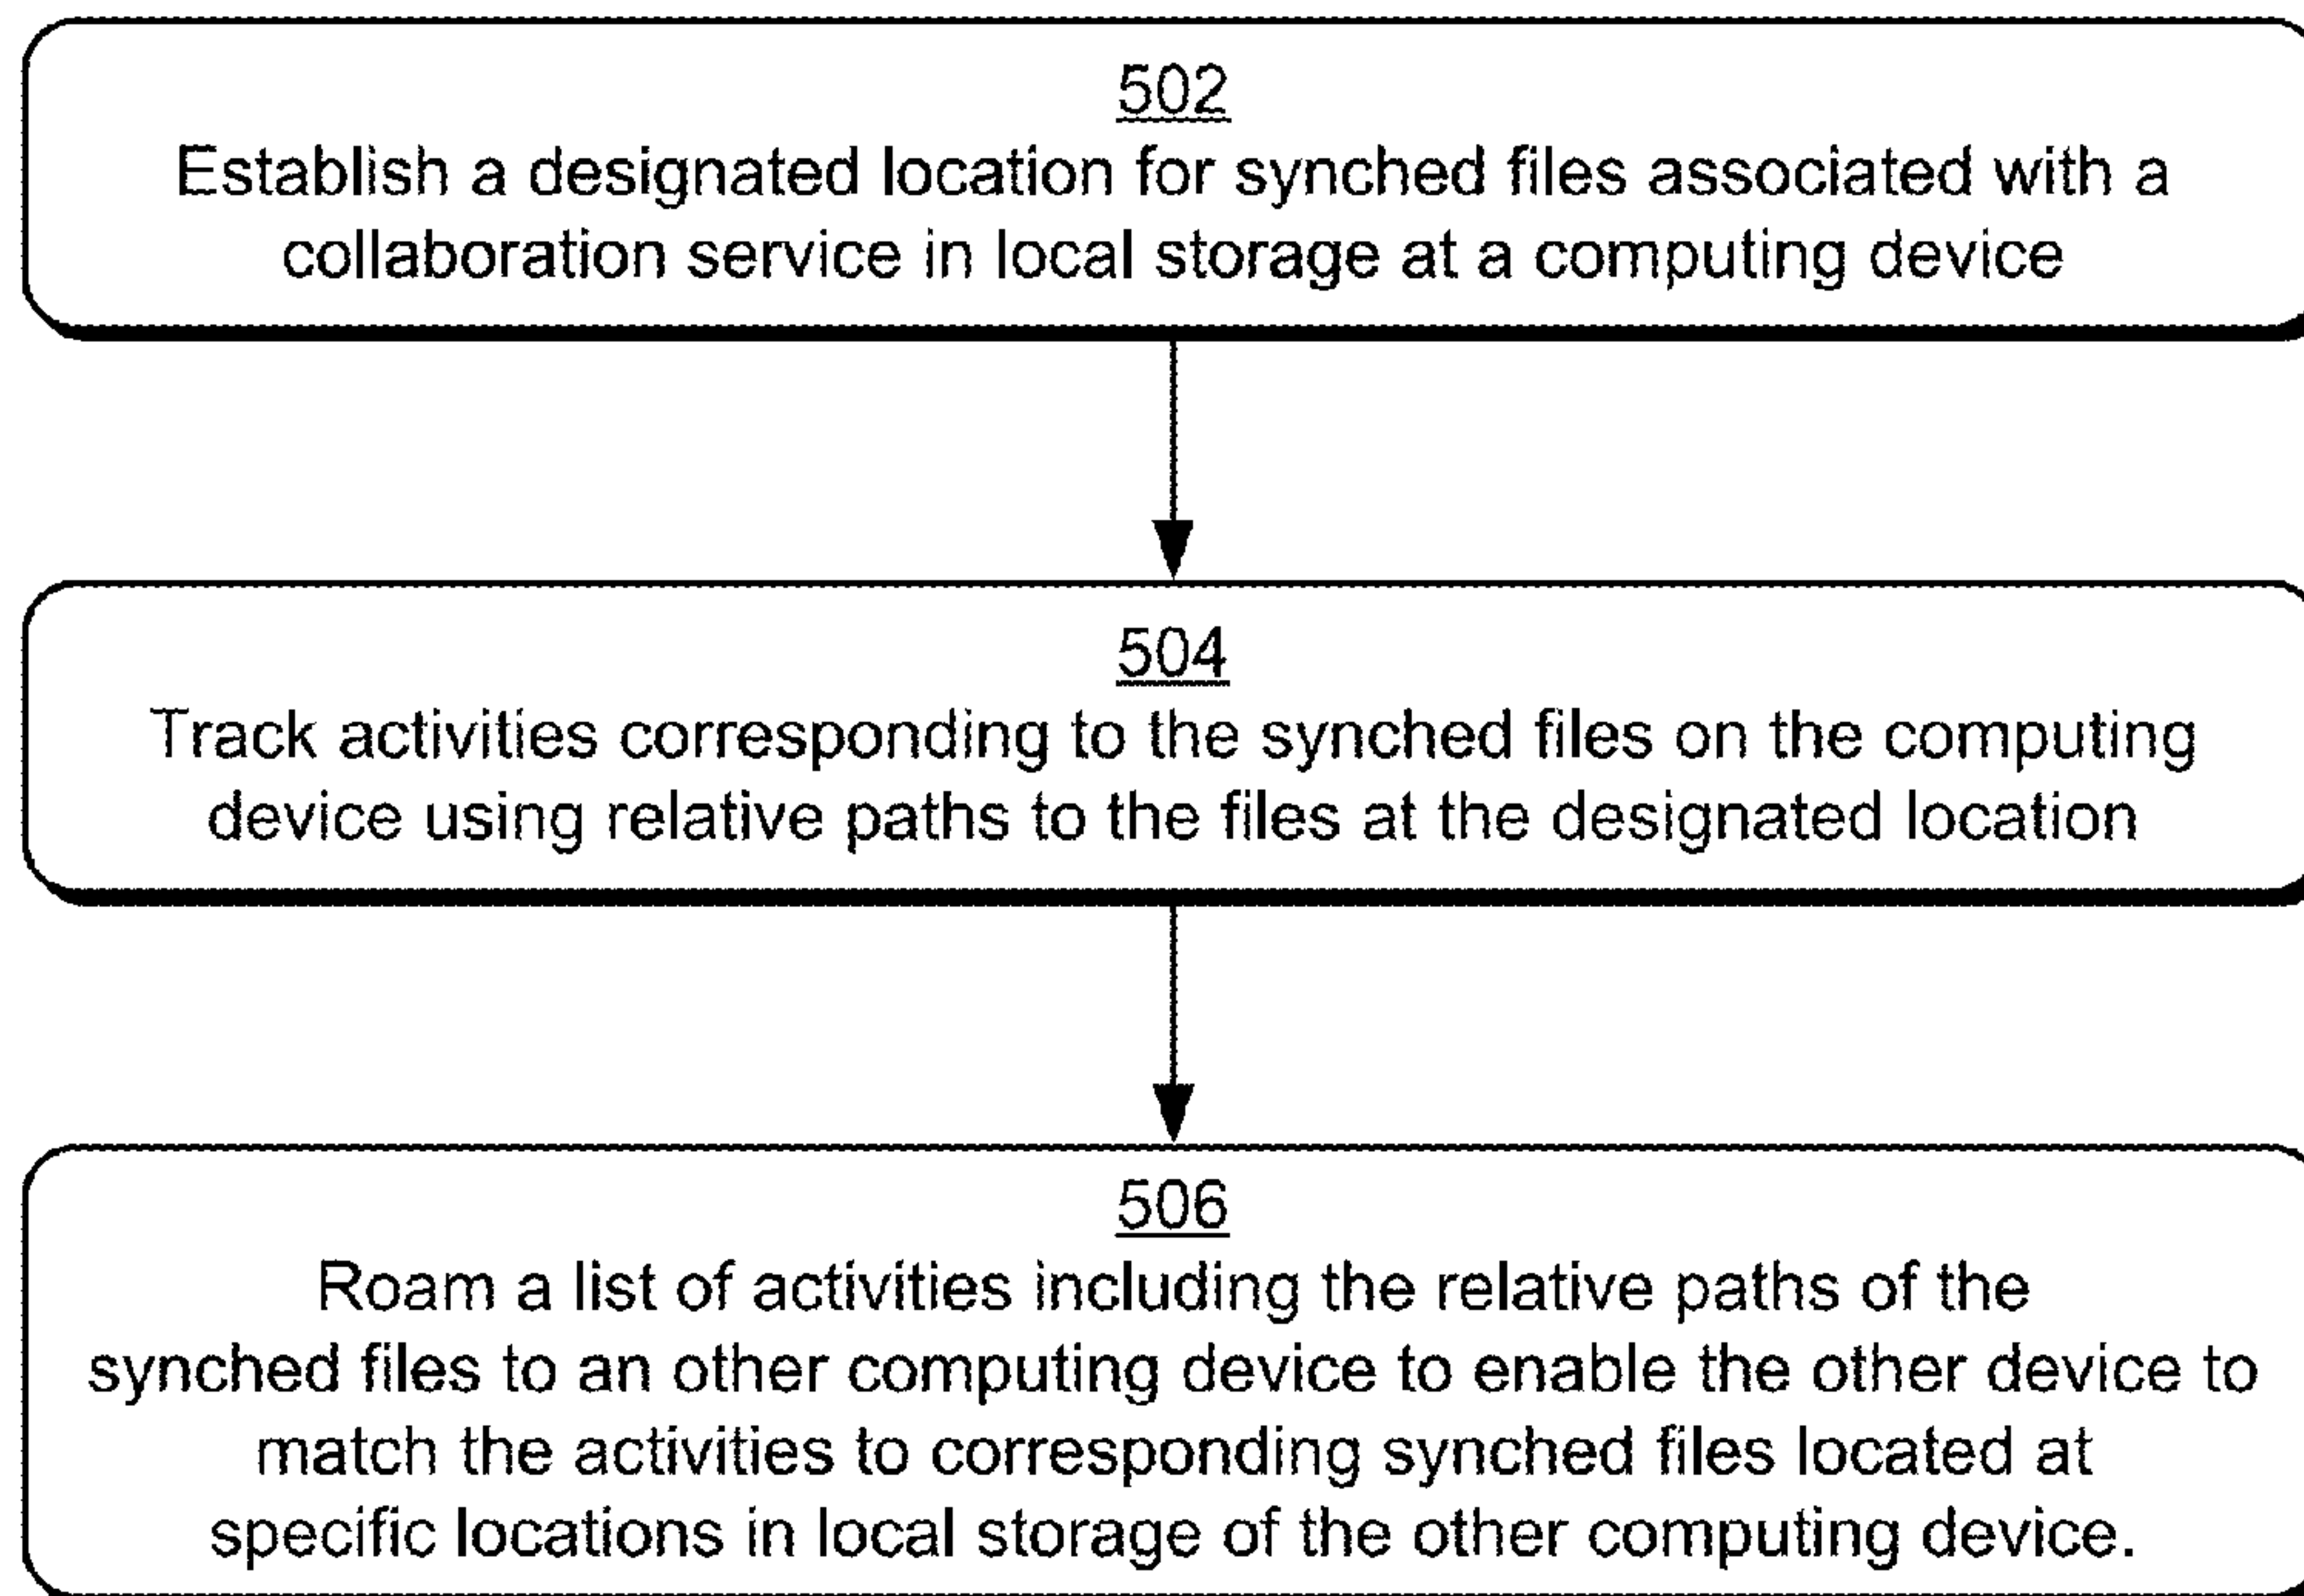 502
Establish a designated location for synched files associated with a
collaboration service in local storage at a computing device
504
Track activities corresponding to the synched files on the computing
device using relative paths to the files at the designated location
506
Roam a list of activities including the relative paths of the
synched files to an other computing device to enable the other device to
match the activities to corresponding synched files located at
specific locations in local storage of the other computing device.